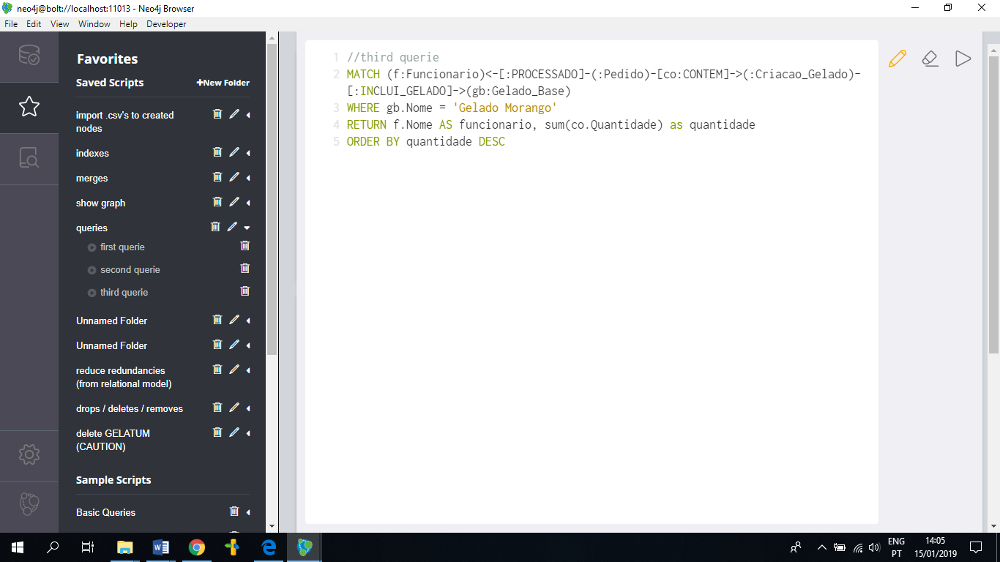 neo4j@bolt://localhost:11013 - Neo4j Browser
File Edit View Window Help Developer
Favorites
Saved Scripts +New Folder
import .csv's to created
nodes
indexes
merges
show graph
queries
first querie
second querie
third querie
Unnamed Folder
Unnamed Folder
reduce redundancies
(from relational model)
drops / deletes / removes
delete GELATUM
(CAUTION)
Sample Scripts
Basic Queries
1 //third querie
2 MATCH (f:Funcionario)<-[:PROCESSADO]-(:Pedido)-[co:CONTEM]->(:Criacao_Gelado)-
[:INCLUI_GELADO]->(gb:Gelado_Base)
3 WHERE gb.Nome = 'Gelado Morango'
4 RETURN f.Nome AS funcionario, sum(co.Quantidade) as quantidade
5 ORDER BY quantidade DESC
ENG 14:05
PT 15/01/2019